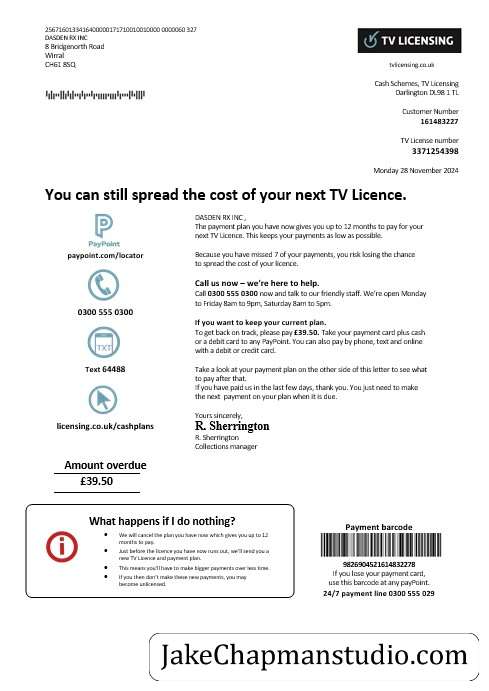 2567160133416400000171710010010000 0000060 327
DASDEN RX INC
8 Bridgenorth Road
Wirral
CH61 8SQ
TV LICENSING
tvlicensing.co.uk
Cash Schemes, TV Licensing
Darlington DL98 1 TL
Customer Number
161483227
TV License number
3371254398
Monday 28 November 2024
You can still spread the cost of your next TV Licence.
PayPoint
paypoint.com/locator
0300 555 0300
TXT
Text 64488
licensing.co.uk/cashplans
Amount overdue
£39.50
DASDEN RX INC ,
The payment plan you have now gives you up to 12 months to pay for your
next TV Licence. This keeps your payments as low as possible.
Because you have missed 7 of your payments, you risk losing the chance
to spread the cost of your licence.
Call us now – we're here to help.
Call 0300 555 0300 now and talk to our friendly staff. We're open Monday
to Friday 8am to 9pm, Saturday 8am to 5pm.
If you want to keep your current plan.
To get back on track, please pay £39.50. Take your payment card plus cash
or a debit card to any PayPoint. You can also pay by phone, text and online
with a debit or credit card.
Take a look at your payment plan on the other side of this letter to see what
to pay after that.
If you have paid us in the last few days, thank you. You just need to make
the next payment on your plan when it is due.
Yours sincerely,
R. Sherrington
R. Sherrington
Collections manager
What happens if I do nothing?
• We will cancel the plan you have now which gives you up to 12
months to pay.
• Just before the licence you have now runs out, we'll send you a
new TV Licence and payment plan.
• This means you'll have to make bigger payments over less time.
• If you then don't make these new payments, you may
become unlicensed.
Payment barcode
9826904521614832278
If you lose your payment card,
use this barcode at any payPoint.
24/7 payment line 0300 555 029
JakeChapmanstudio.com